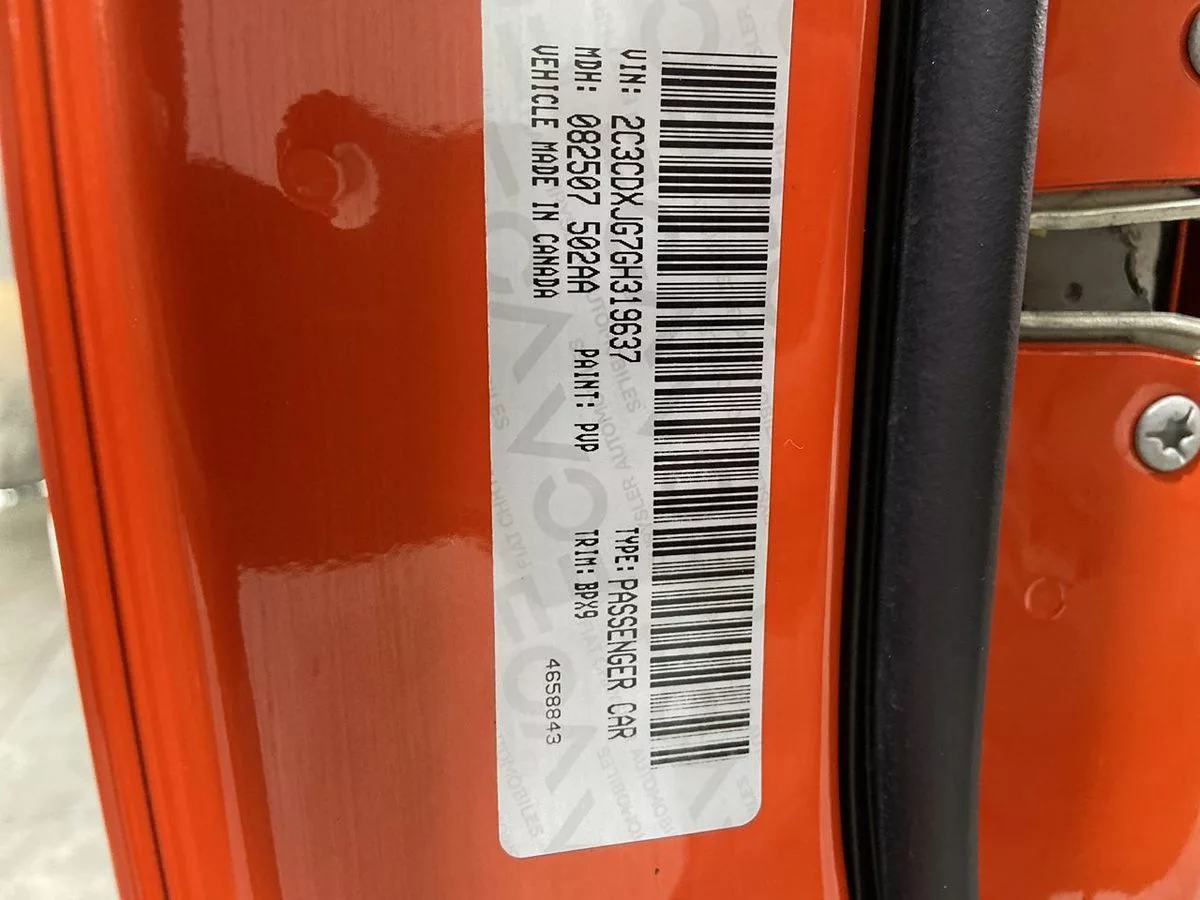 VIN: 2C3CDXJG7GH319637 TYPE: PASSENGER CAR
MDH: 082507 502AA PAINT: PVP TRIM: BPX9
VEHICLE MADE IN CANADA 4658843